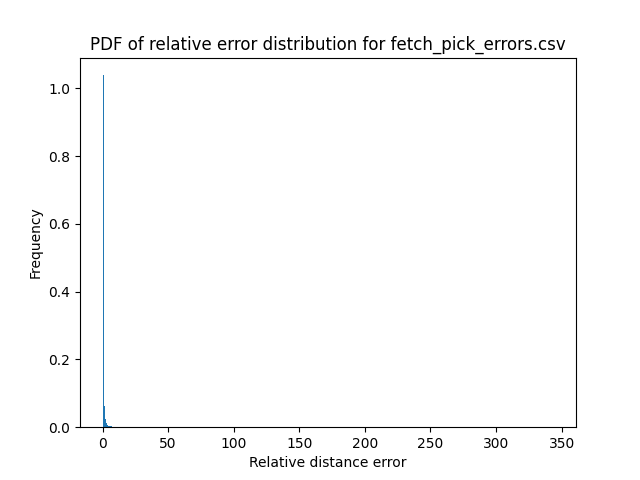 PDF of relative error distribution for fetch_pick_errors.csv
1.0
0.8
0.6
0.4
0.2
0.0
Frequency
0 50 100 150 200 250 300 350
Relative distance error